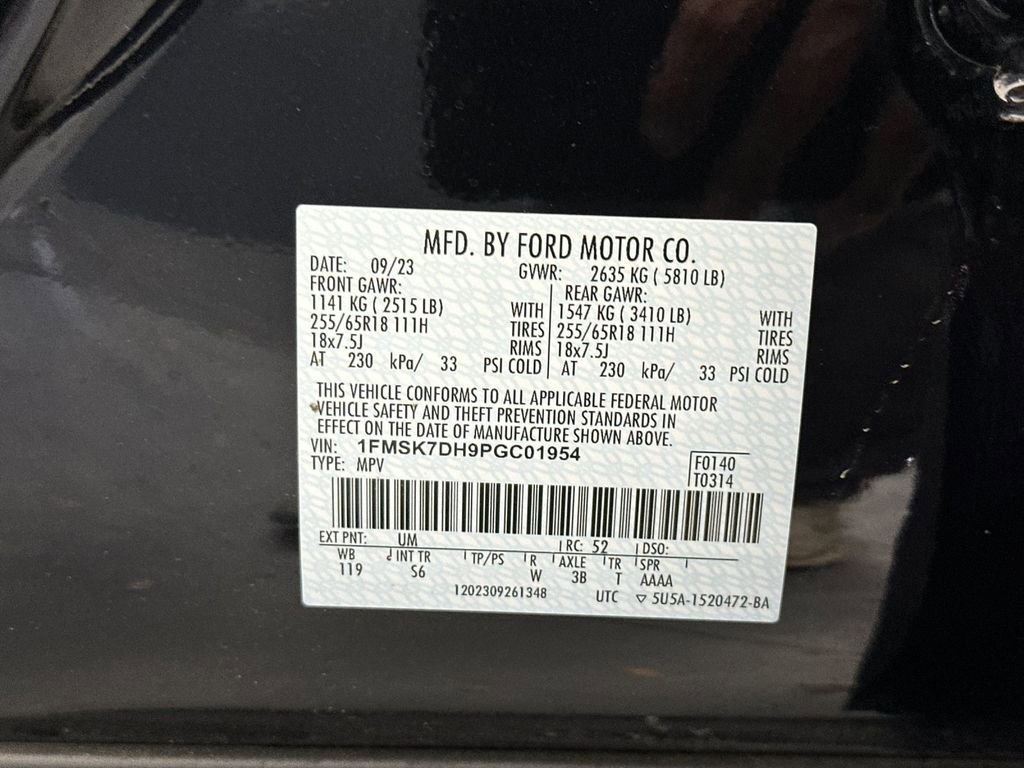 MFD. BY FORD MOTOR CO.
DATE: 09/23 GVWR: 2635 KG ( 5810 LB)
FRONT GAWR: REAR GAWR:
1141 KG ( 2515 LB) WITH 1547 KG ( 3410 LB) WITH
255/65R18 111H TIRES 255/65R18 111H TIRES
18x7.5J RIMS 18x7.5J RIMS
AT 230 kPa/ 33 PSI COLD AT 230 kPa/ 33 PSI COLD
THIS VEHICLE CONFORMS TO ALL APPLICABLE FEDERAL MOTOR
VEHICLE SAFETY AND THEFT PREVENTION STANDARDS IN
EFFECT ON THE DATE OF MANUFACTURE SHOWN ABOVE.
VIN: 1FMSK7DH9PGC01954
TYPE: MPV F0140
T0314
EXT PNT: UM RC: 52 DSO:
WB INT TR TP/PS R AXLE TR SPR
119 S6 W 3B T AAAA
1202309261348 UTC ▽ 5U5A-1520472-BA